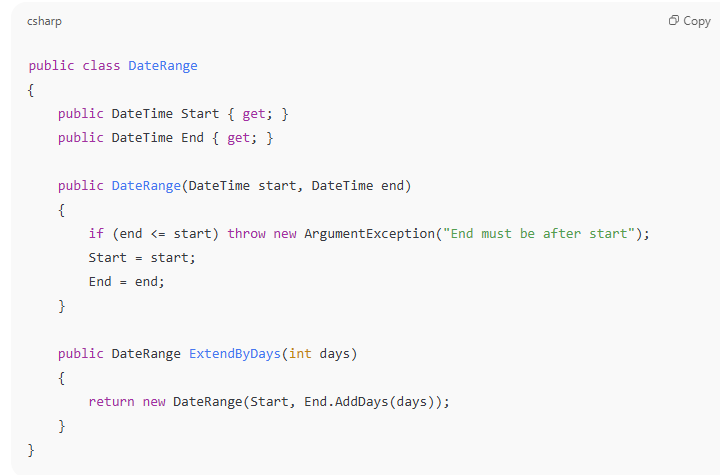 csharp
Copy
public class DateRange
{
    public DateTime Start { get; }
    public DateTime End { get; }

    public DateRange(DateTime start, DateTime end)
    {
        if (end <= start) throw new ArgumentException("End must be after start");
        Start = start;
        End = end;
    }

    public DateRange ExtendByDays(int days)
    {
        return new DateRange(Start, End.AddDays(days));
    }
}